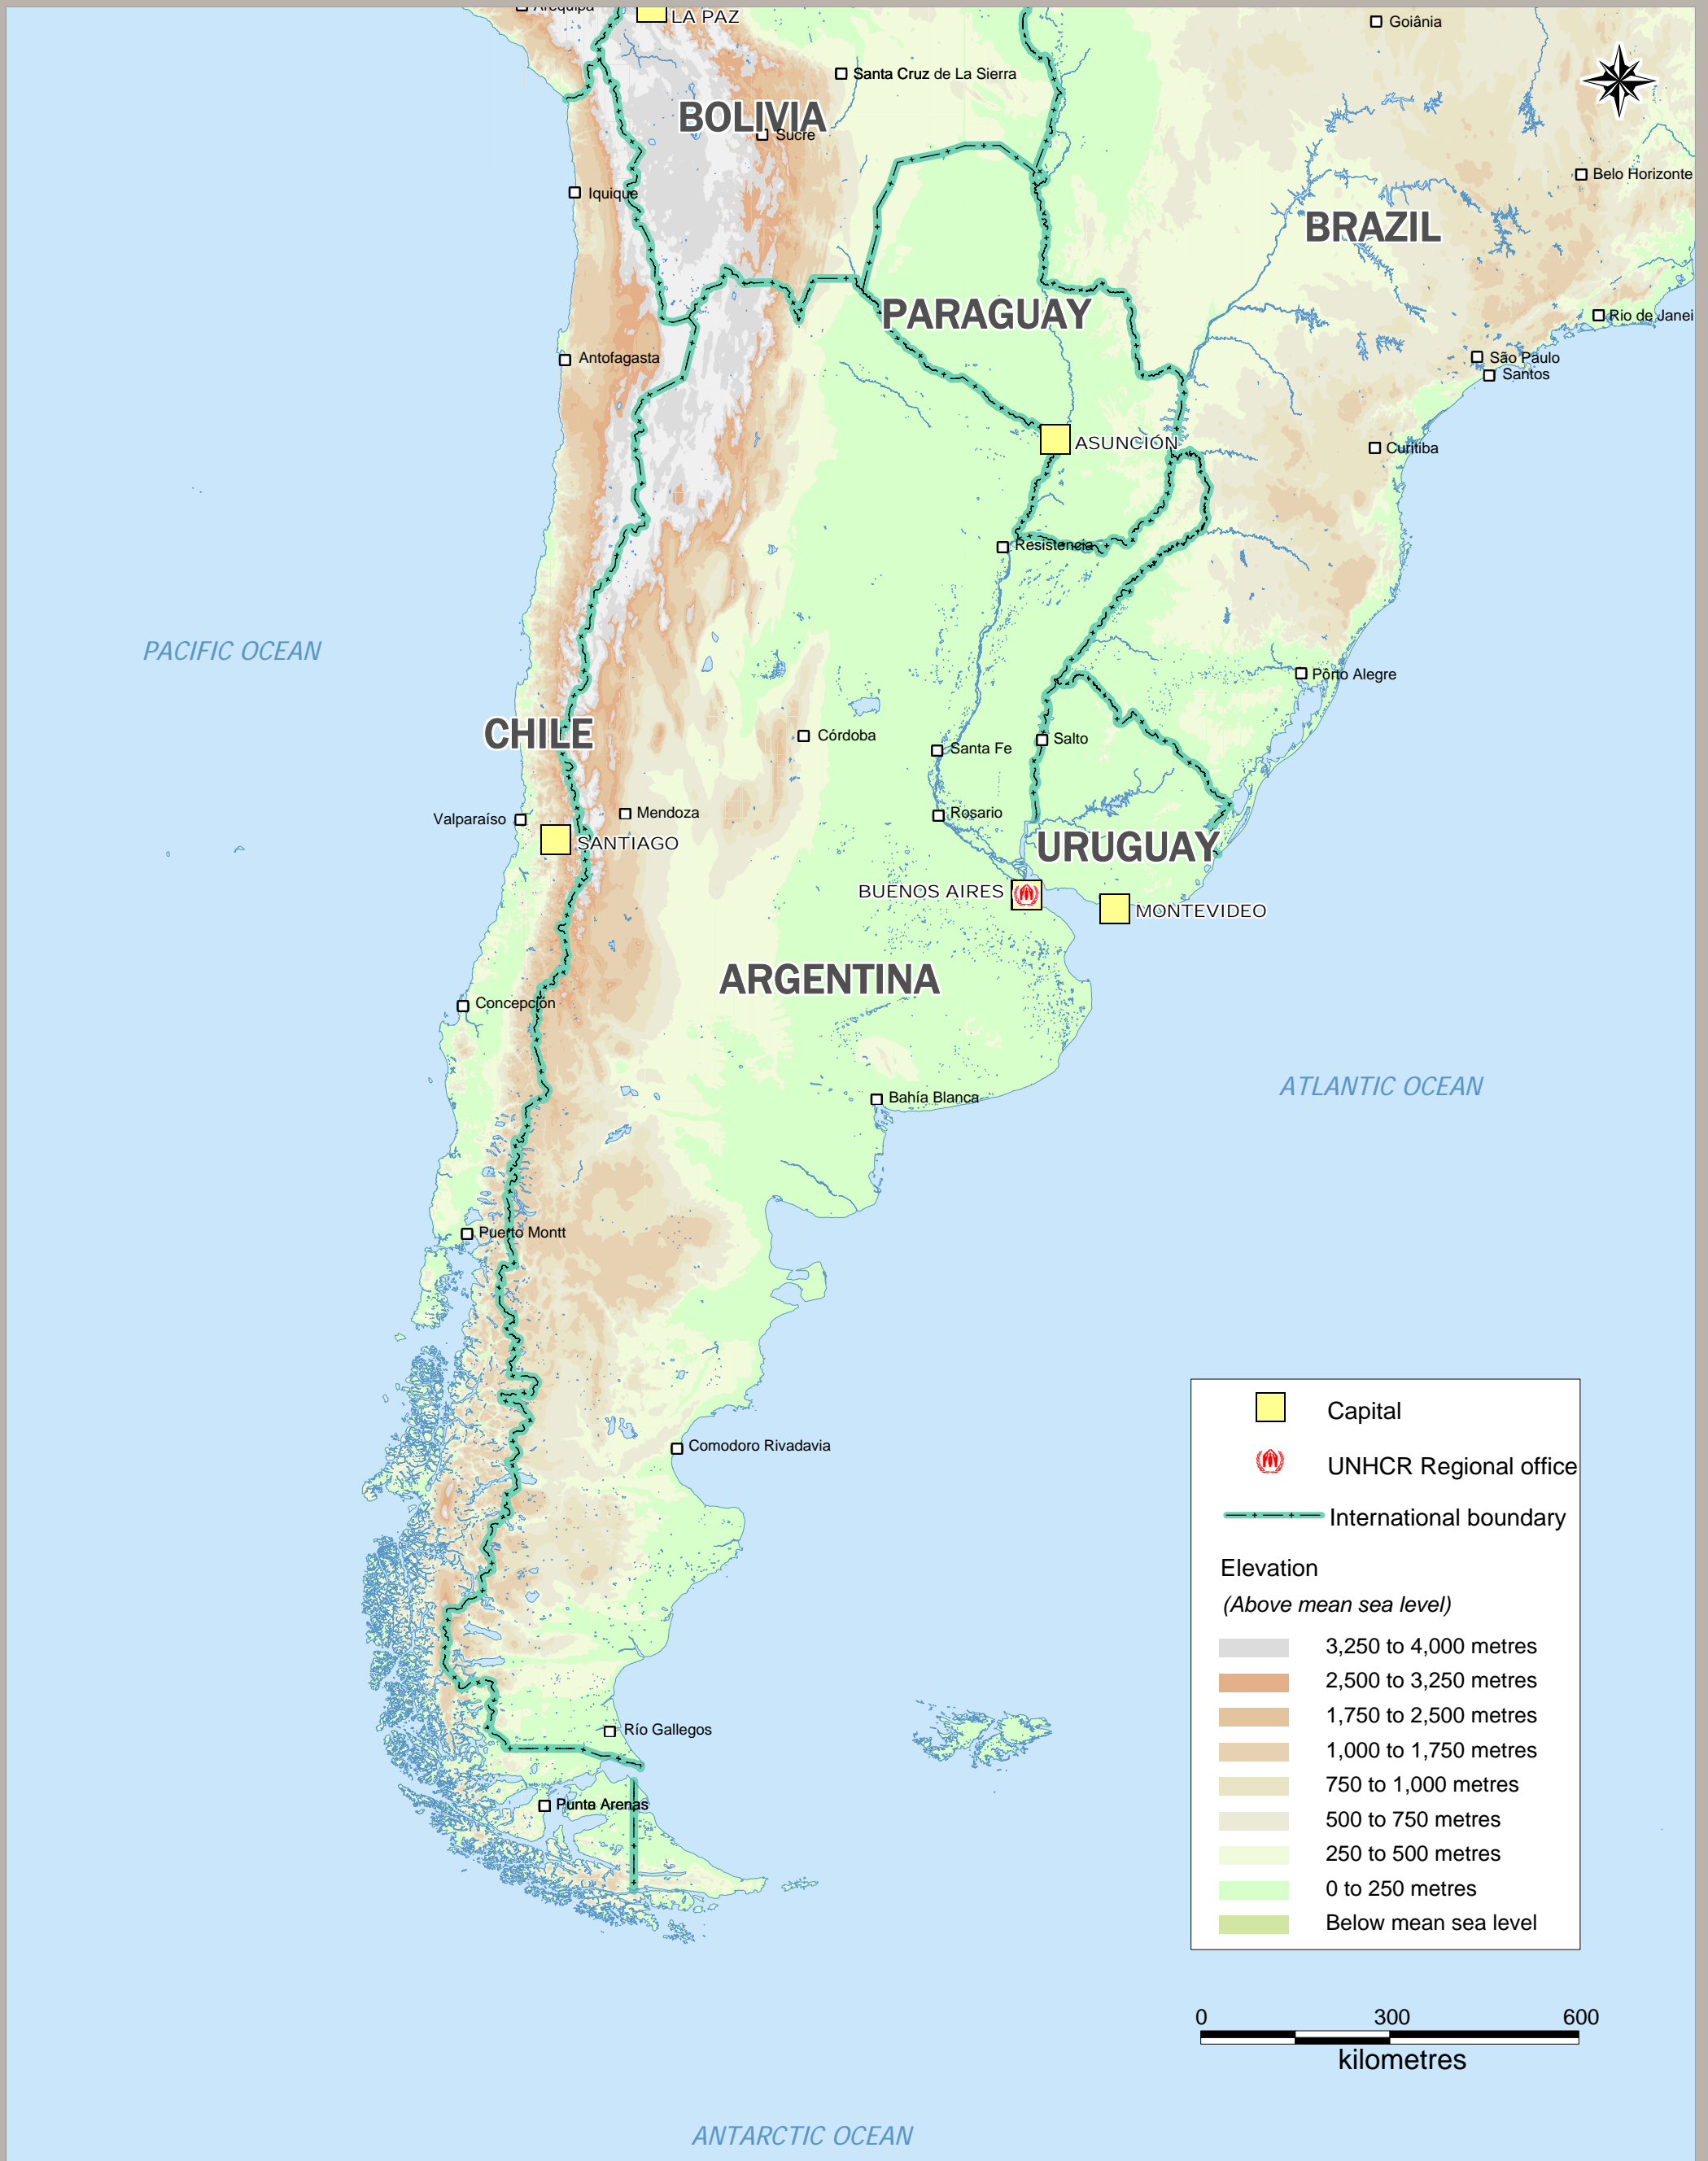 Arequipa
LA PAZ
Goiânia
Santa Cruz de La Sierra
BOLIVIA
Sucre
Belo Horizonte
Iquique
BRAZIL
PARAGUAY
Rio de Janei
Antofagasta
São Paulo
Santos
ASUNCIÓN
Curitiba
Resistencia
PACIFIC OCEAN
Pôrto Alegre
CHILE
Córdoba
Santa Fe
Salto
Valparaíso
Mendoza
Rosario
SANTIAGO
URUGUAY
BUENOS AIRES
MONTEVIDEO
ARGENTINA
Concepción
ATLANTIC OCEAN
Bahía Blanca
Puerto Montt
Comodoro Rivadavia
Río Gallegos
Punta Arenas
Capital
UNHCR Regional office
International boundary
Elevation
(Above mean sea level)
3,250 to 4,000 metres
2,500 to 3,250 metres
1,750 to 2,500 metres
1,000 to 1,750 metres
750 to 1,000 metres
500 to 750 metres
250 to 500 metres
0 to 250 metres
Below mean sea level
0 300 600
kilometres
ANTARCTIC OCEAN